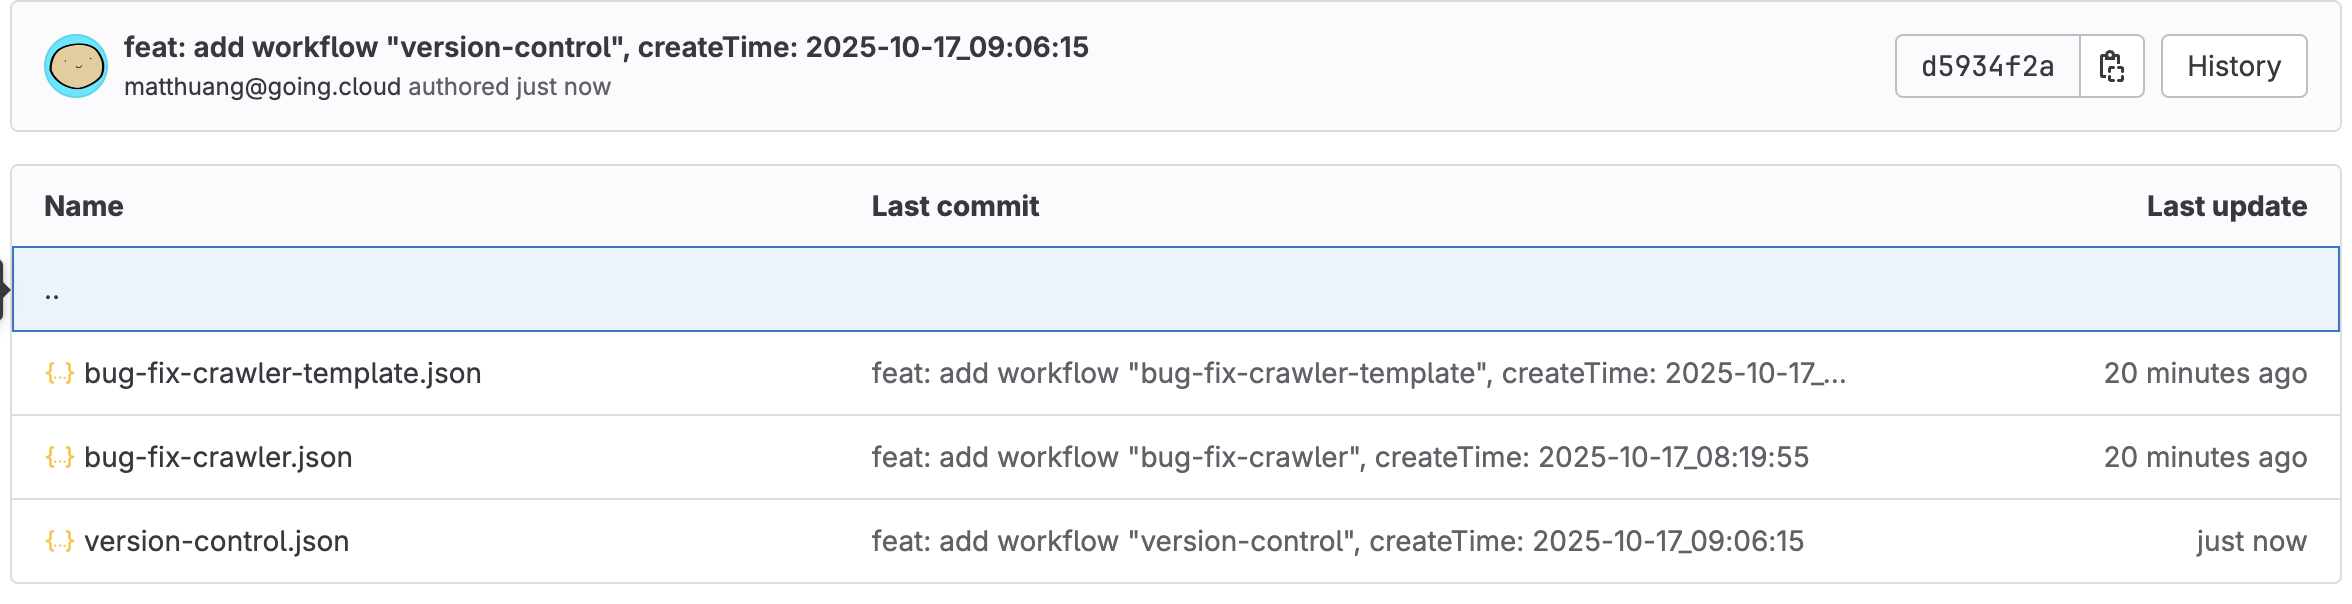 feat: add workflow "version-control", createTime: 2025-10-17_09:06:15
matthuang@going.cloud authored just now
d5934f2a
History
Name Last commit Last update
..
bug-fix-crawler-template.json feat: add workflow "bug-fix-crawler-template", createTime: 2025-10-17_... 20 minutes ago
bug-fix-crawler.json feat: add workflow "bug-fix-crawler", createTime: 2025-10-17_08:19:55 20 minutes ago
version-control.json feat: add workflow "version-control", createTime: 2025-10-17_09:06:15 just now